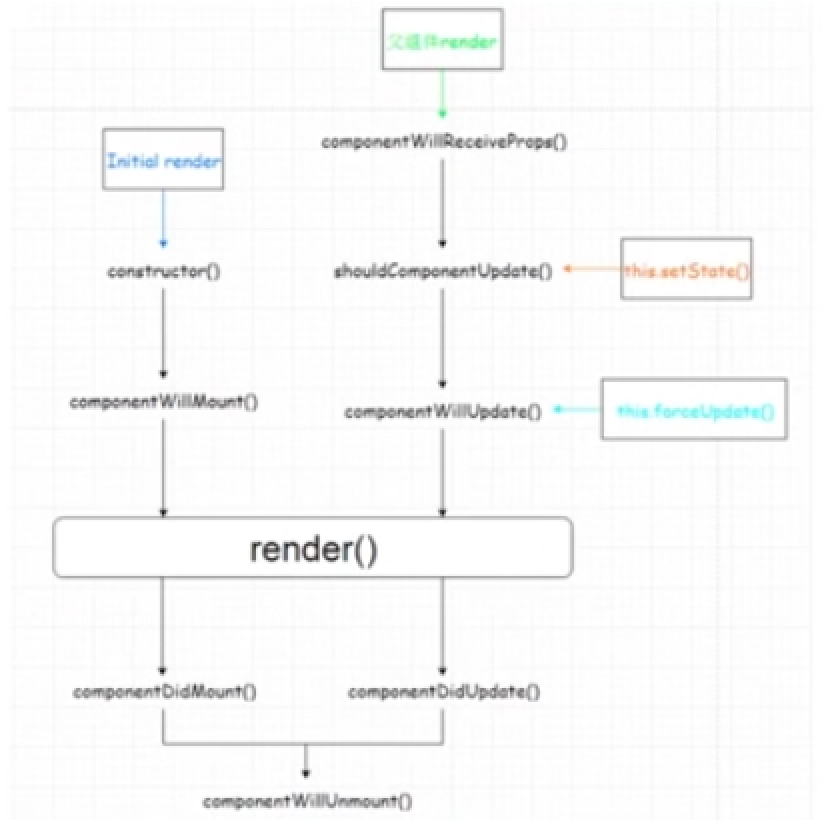 父组件render
componentWillReceiveProps()
Initial render
constructor()
shouldComponentUpdate()
this.setState()
componentWillMount()
componentWillUpdate()
this.forceUpdate()
render()
componentDidMount()
componentDidUpdate()
componentWillUnmount()